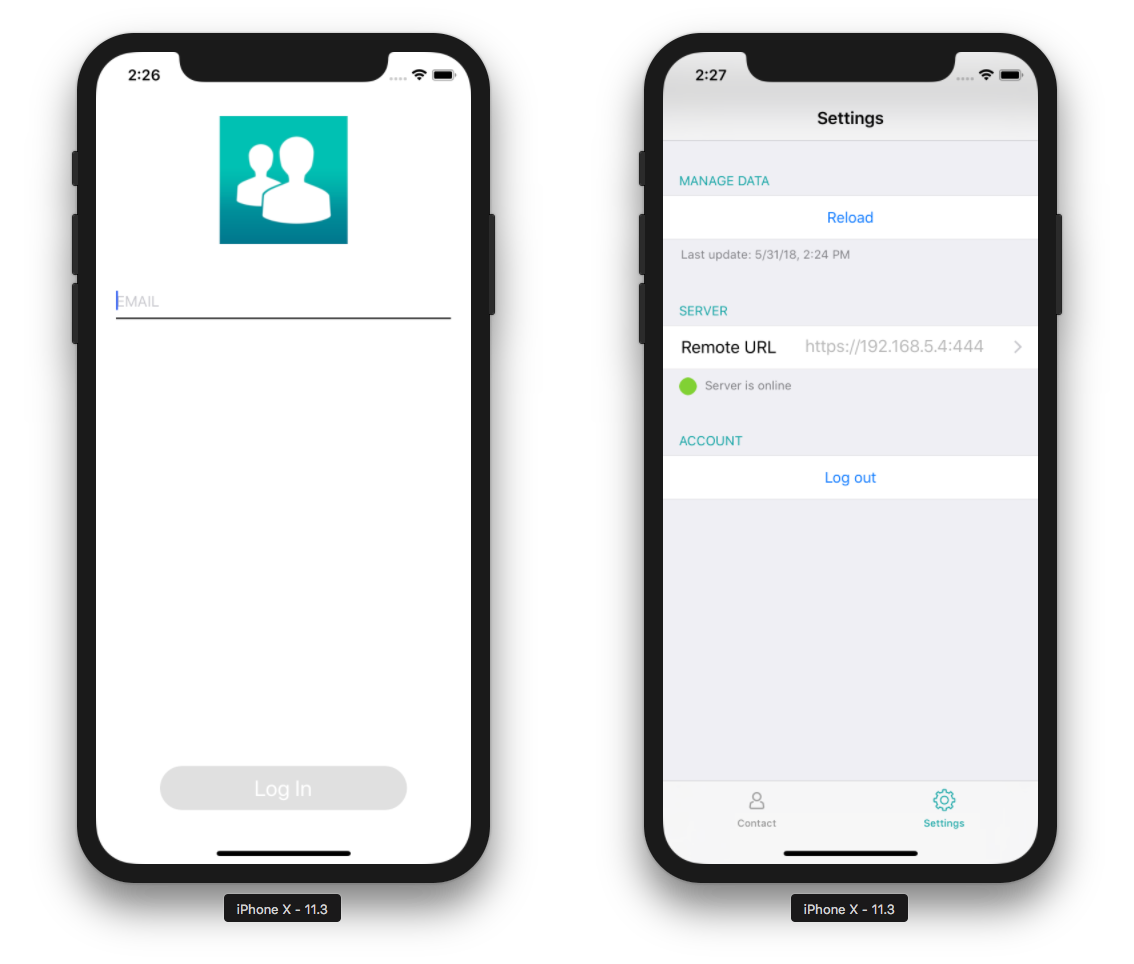 2:26
EMAIL
Log In
iPhone X - 11.3
2:27
Settings
MANAGE DATA
Reload
Last update: 5/31/18, 2:24 PM
SERVER
Remote URL https://192.168.5.4:444
Server is online
ACCOUNT
Log out
Contact Settings
iPhone X - 11.3